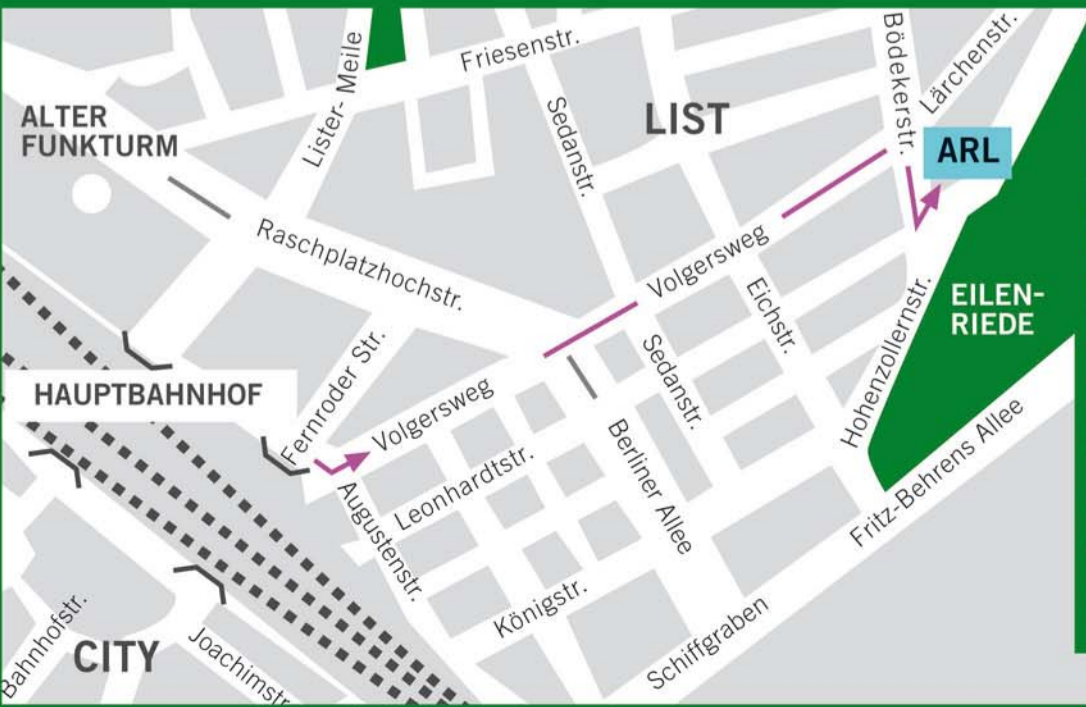 Friesenstr.
Bödekerstr.
Lärchenstr.
Lister- Meile
ALTER
FUNKTURM
Sedanstr.
LIST
ARL
Raschplatzhochstr.
Volgersweg
Eichstr.
EILEN-
RIEDE
Hohenzollernstr.
HAUPTBAHNHOF
Fernroder Str.
Volgersweg
Sedanstr.
Leonhardtstr.
Berliner Allee
Augustenstr.
Fritz-Behrens Allee
Königstr.
Schiffgraben
Bahnhofstr.
CITY
Joachimstr